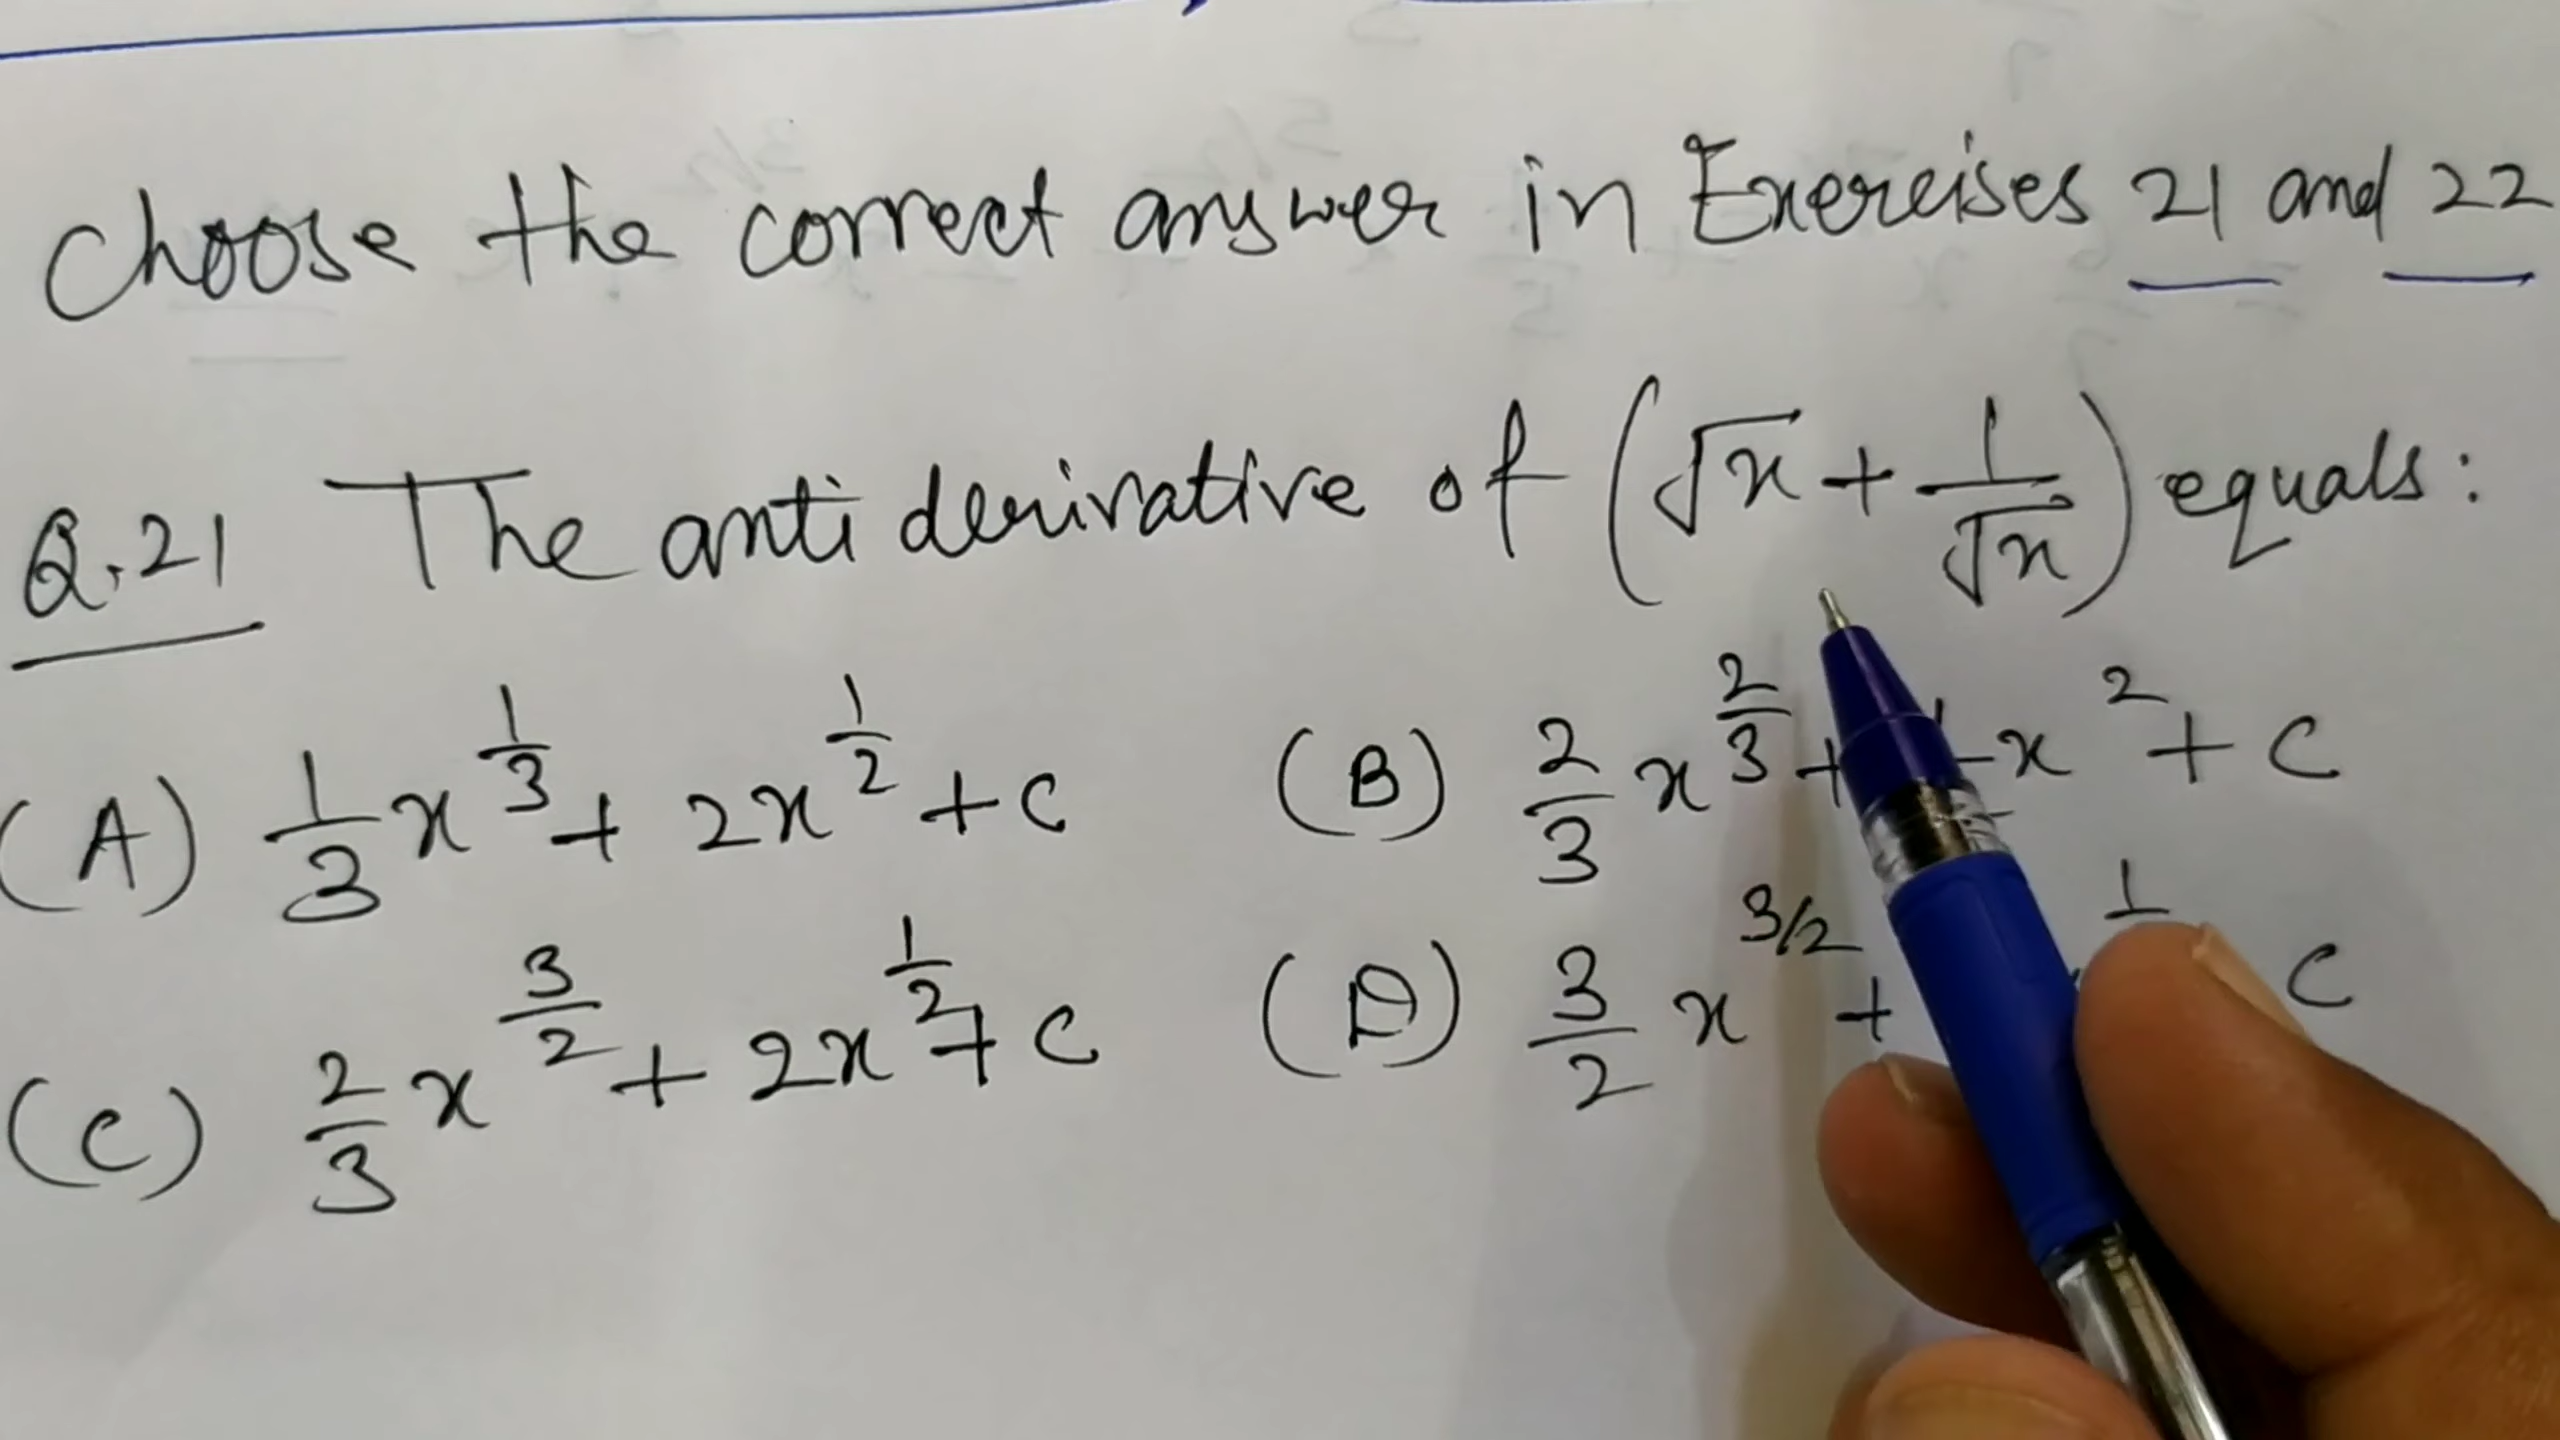 Choose the correct answer in Exercises 21 and 22
Q.21 The anti derivative of (√x + 1/√x) equals:
(A) 1/3 x^(1/3) + 2x^(1/2) + C (B) 2/3 x^(2/3) + x^2 + C
(C) 2/3 x^(3/2) + 2x^(1/2) + C (D) 3/2 x^(3/2) + C